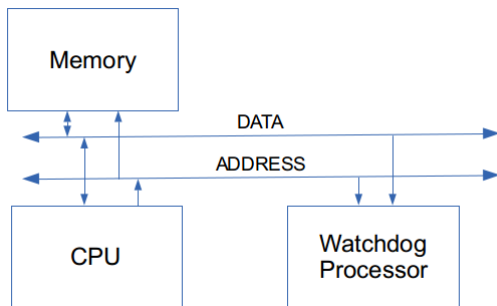 Memory
DATA
ADDRESS
CPU
Watchdog
Processor